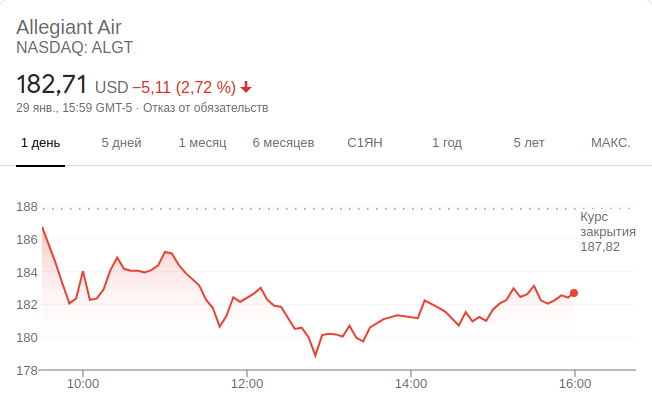 Allegiant Air
NASDAQ: ALGT
182,71 USD −5,11 (2,72 %)
29 янв., 15:59 GMT-5 · Отказ от обязательств
1 день 5 дней 1 месяц 6 месяцев С1ЯН 1 год 5 лет МАКС.
188
Курс
закрытия
187,82
186
184
182
180
178
10:00 12:00 14:00 16:00